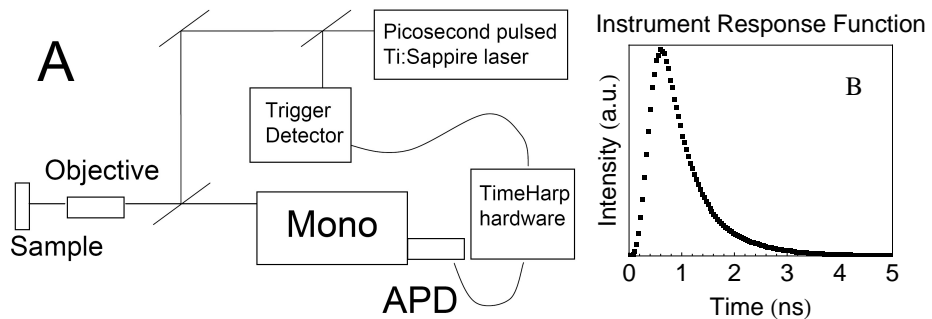 A
Picosecond pulsed
Ti:Sappire laser
Trigger
Detector
Objective
Sample
Mono
APD
TimeHarp
hardware
Instrument Response Function
B
Intensity (a.u.)
0 1 2 3 4 5
Time (ns)